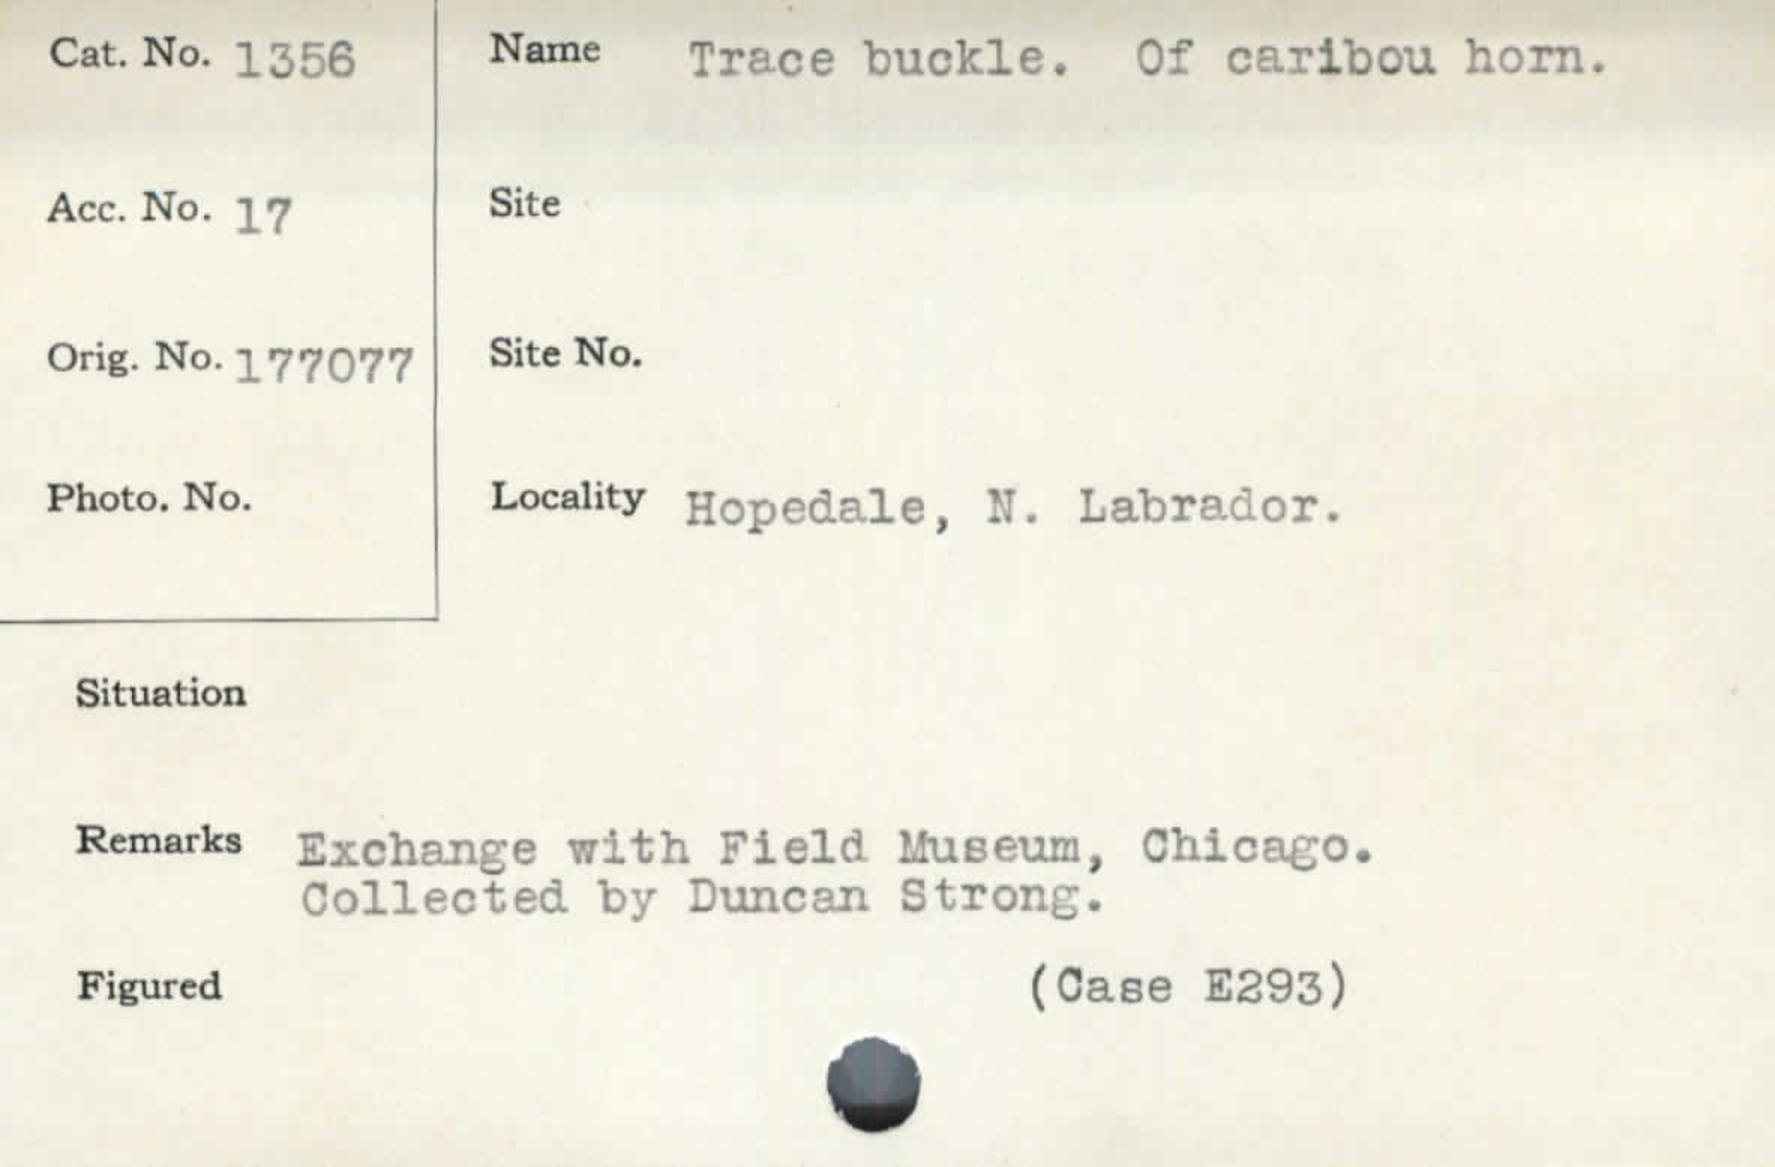 Cat. No. 1356
Name Trace buckle. Of caribou horn.
Acc. No. 17
Site
Orig. No. 177077
Site No.
Photo. No.
Locality Hopedale, N. Labrador.
Situation
Remarks Exchange with Field Museum, Chicago.
Collected by Duncan Strong.
Figured
(Case E293)